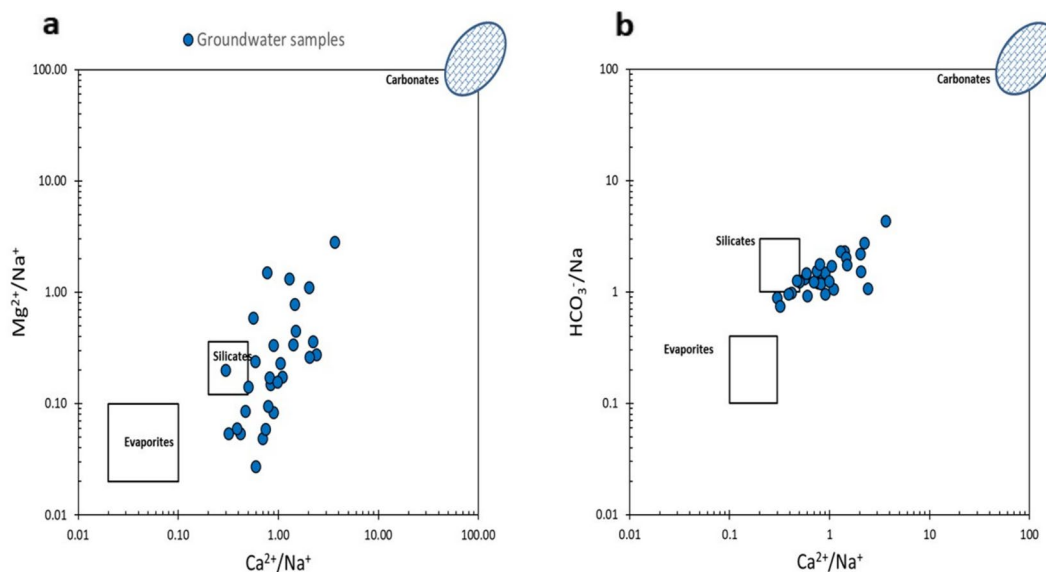 a
Groundwater samples
Carbonates
100.00
10.00
1.00
0.10
0.01
Mg²⁺/Na⁺
Silicates
Evaporites
0.01
0.10
1.00
10.00
100.00
Ca²⁺/Na⁺
b
Carbonates
100
10
1
0.1
0.01
HCO₃⁻/Na
Silicates
Evaporites
0.01
0.1
1
10
100
Ca²⁺/Na⁺